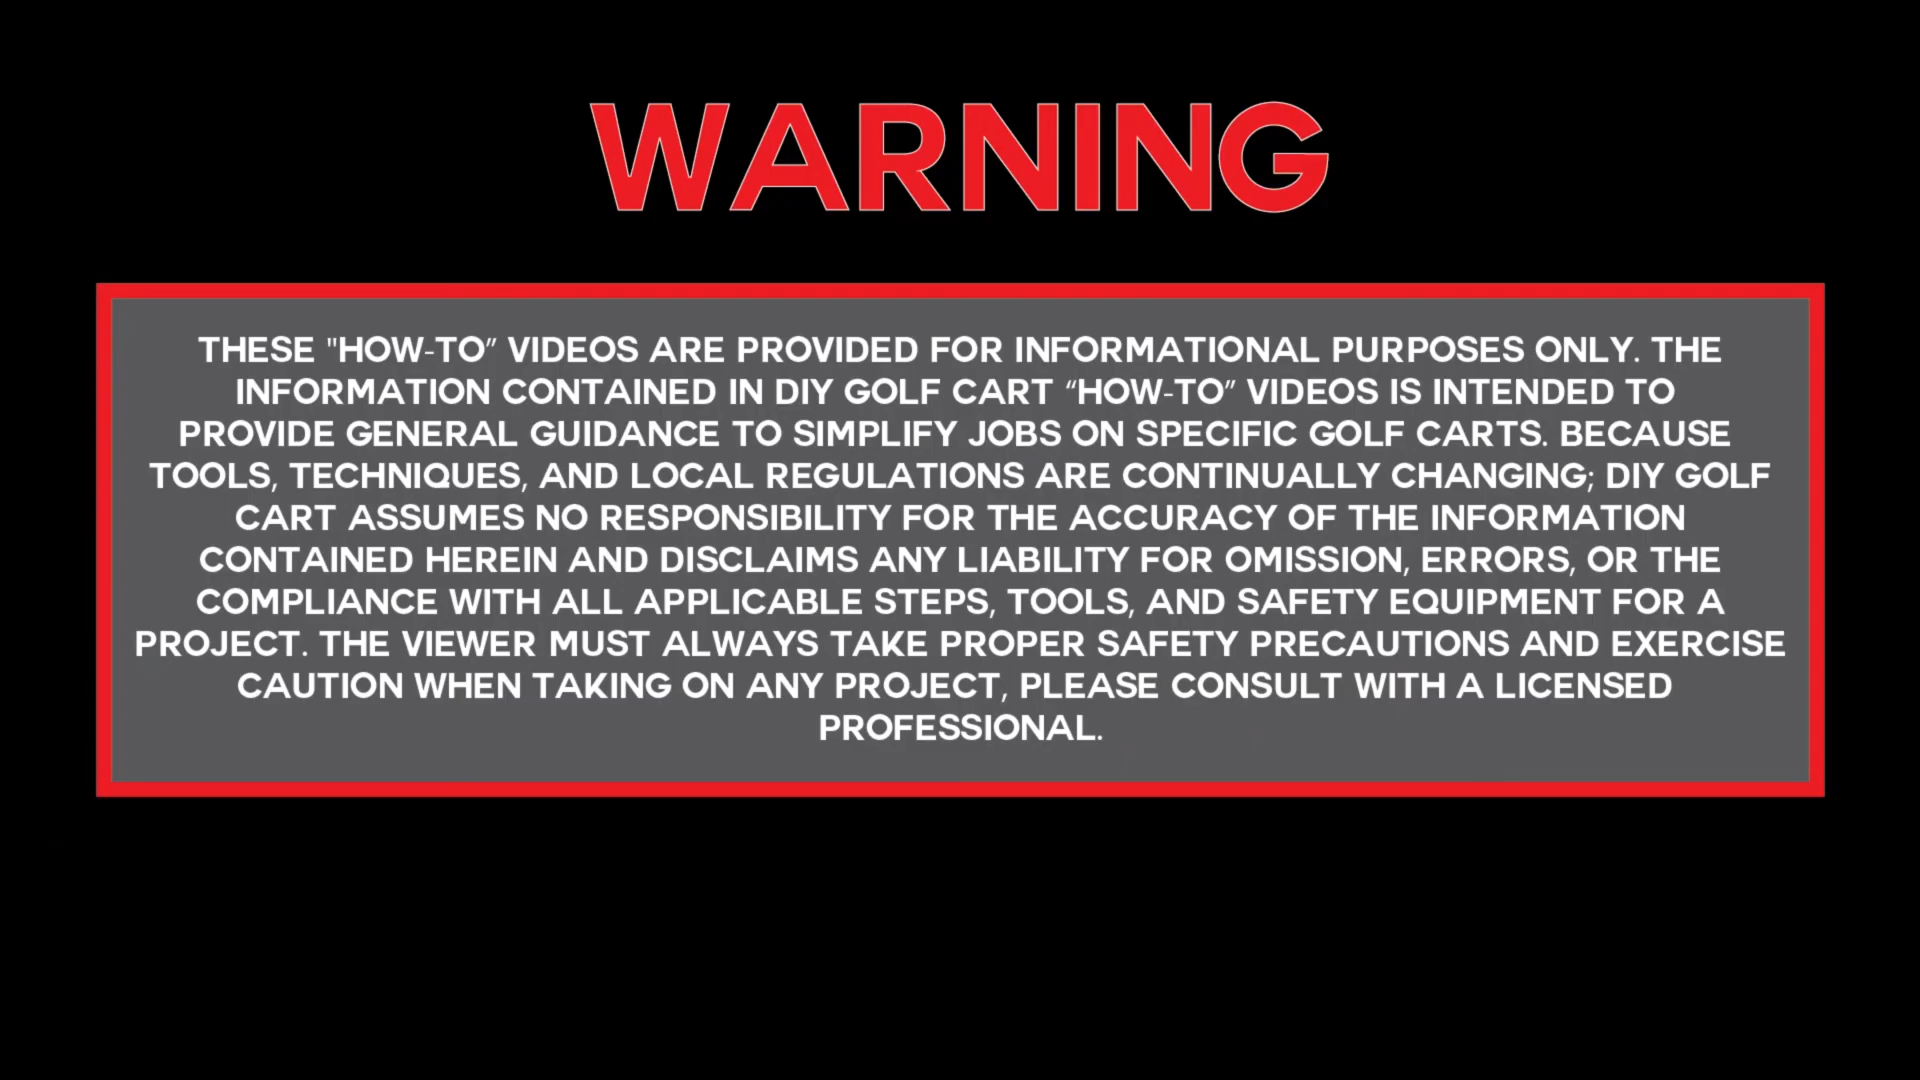 WARNING
THESE "HOW-TO” VIDEOS ARE PROVIDED FOR INFORMATIONAL PURPOSES ONLY. THE
INFORMATION CONTAINED IN DIY GOLF CART “HOW-TO” VIDEOS IS INTENDED TO
PROVIDE GENERAL GUIDANCE TO SIMPLIFY JOBS ON SPECIFIC GOLF CARTS. BECAUSE
TOOLS, TECHNIQUES, AND LOCAL REGULATIONS ARE CONTINUALLY CHANGING; DIY GOLF
CART ASSUMES NO RESPONSIBILITY FOR THE ACCURACY OF THE INFORMATION
CONTAINED HEREIN AND DISCLAIMS ANY LIABILITY FOR OMISSION, ERRORS, OR THE
COMPLIANCE WITH ALL APPLICABLE STEPS, TOOLS, AND SAFETY EQUIPMENT FOR A
PROJECT. THE VIEWER MUST ALWAYS TAKE PROPER SAFETY PRECAUTIONS AND EXERCISE
CAUTION WHEN TAKING ON ANY PROJECT, PLEASE CONSULT WITH A LICENSED
PROFESSIONAL.